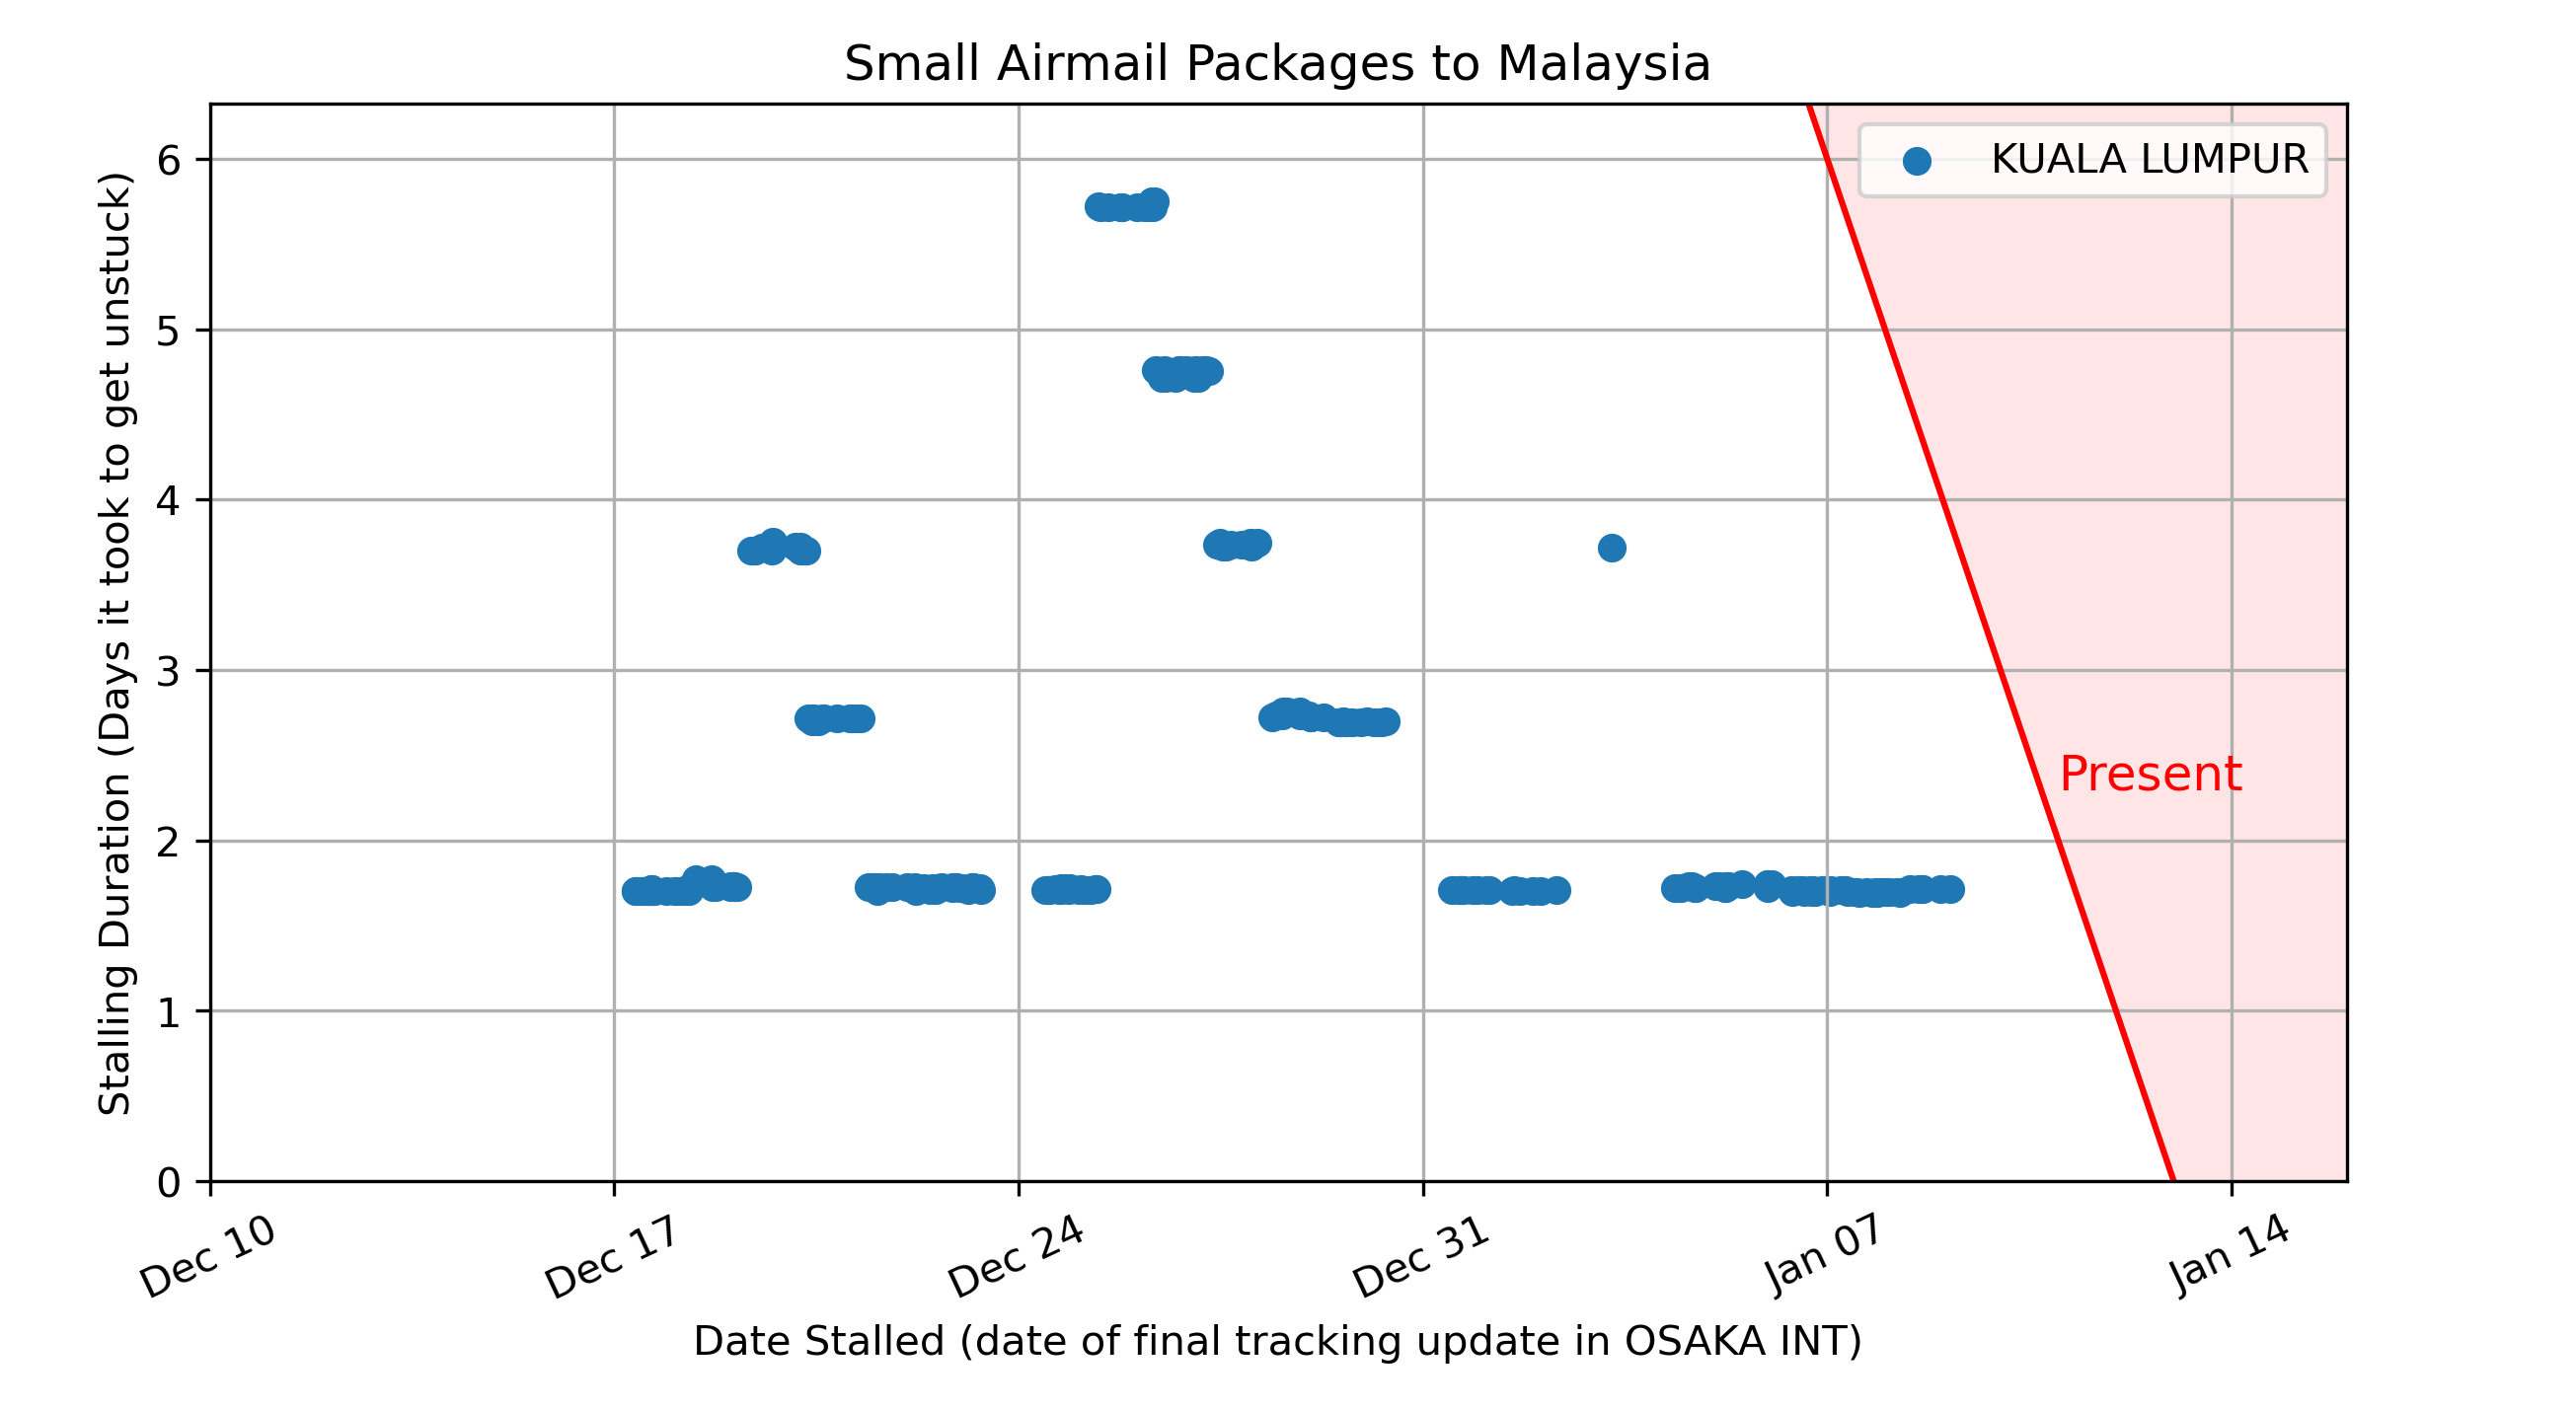 Small Airmail Packages to Malaysia
KUALA LUMPUR
Present
Stalling Duration (Days it took to get unstuck)
6
5
4
3
2
1
0
Dec 10
Dec 17
Dec 24
Dec 31
Jan 07
Jan 14
Date Stalled (date of final tracking update in OSAKA INT)